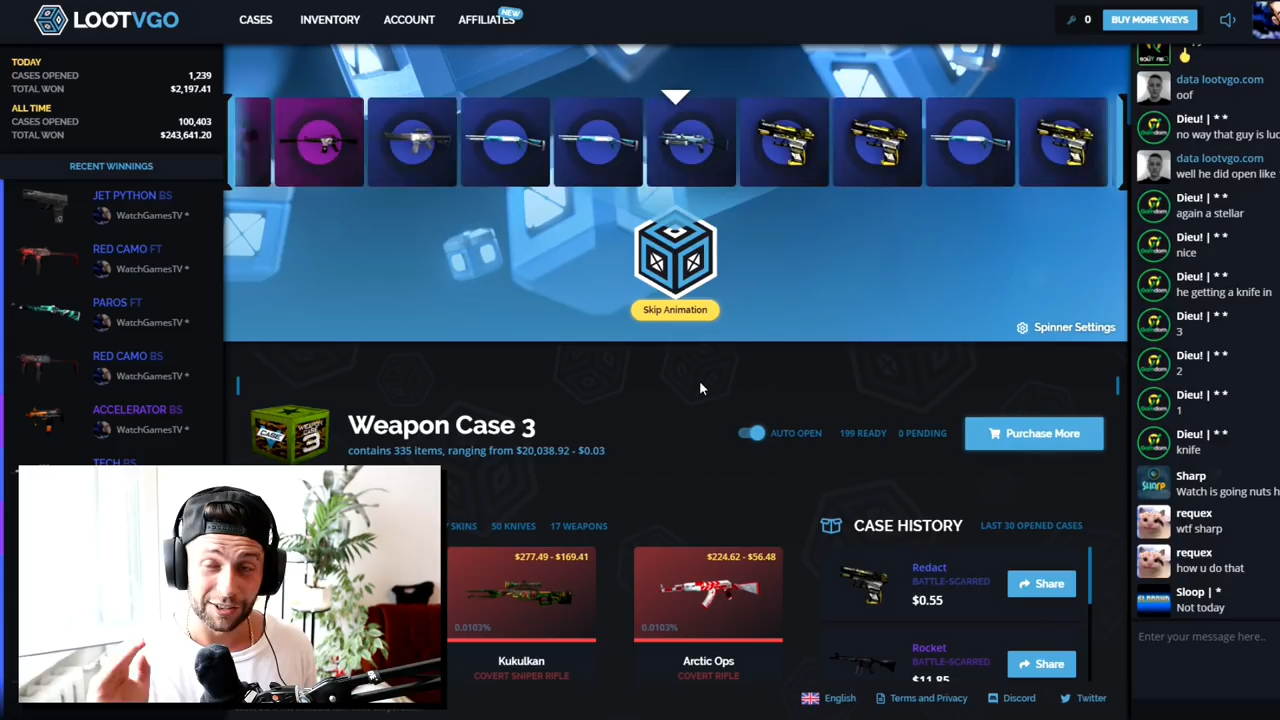 LOOTVGO
CASES
INVENTORY
ACCOUNT
AFFILIATES
NEW
0
BUY MORE VKEYS
TODAY
CASES OPENED 1,239
TOTAL WON $2,197.41
ALL TIME
CASES OPENED 100,403
TOTAL WON $243,641.20
RECENT WINNINGS
JET PYTHON BS
WatchGamesTV *
RED CAMO FT
WatchGamesTV *
PAROS FT
WatchGamesTV *
RED CAMO BS
WatchGamesTV *
ACCELERATOR BS
WatchGamesTV *
TECH BS
Skip Animation
Spinner Settings
CASE
WEAPON CASE 3
Weapon Case 3
contains 335 items, ranging from $20,038.92 - $0.03
AUTO OPEN
199 READY
0 PENDING
Purchase More
SKINS
50 KNIVES
17 WEAPONS
$277.49 - $169.41
0.0103%
Kukulkan
COVERT SNIPER RIFLE
$224.62 - $56.48
0.0103%
Arctic Ops
COVERT RIFLE
CASE HISTORY
LAST 30 OPENED CASES
Redact
BATTLE-SCARRED
$0.55
Share
Rocket
BATTLE-SCARRED
$11.85
Share
English
Terms and Privacy
Discord
Twitter
data lootvgo.com
oof
Dieu! | * *
no way that guy is luc
data lootvgo.com
well he did open like
Dieu! | * *
again a stellar
Dieu! | * *
nice
Dieu! | * *
he getting a knife in
Dieu! | * *
3
Dieu! | * *
2
Dieu! | * *
1
Dieu! | * *
knife
Sharp
Watch is going nuts h
requex
wtf sharp
requex
how u do that
Sloop | *
Not today
Enter your message here..